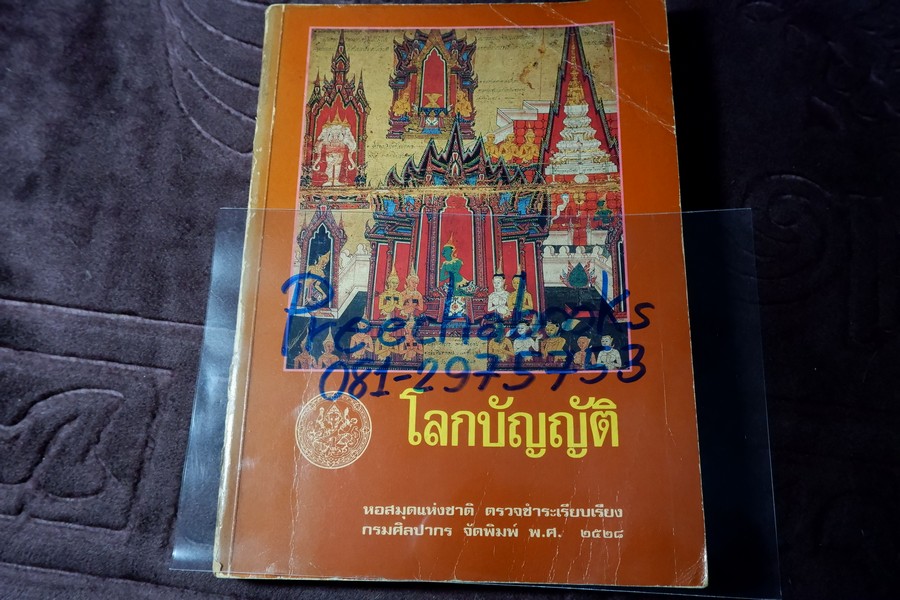 Preechabooks
081-2975753
โลกบัญญัติ
หอสมุดแห่งชาติ ตรวจชำระเรียบเรียง
กรมศิลปากร จัดพิมพ์ พ.ศ. ๒๕๒๘